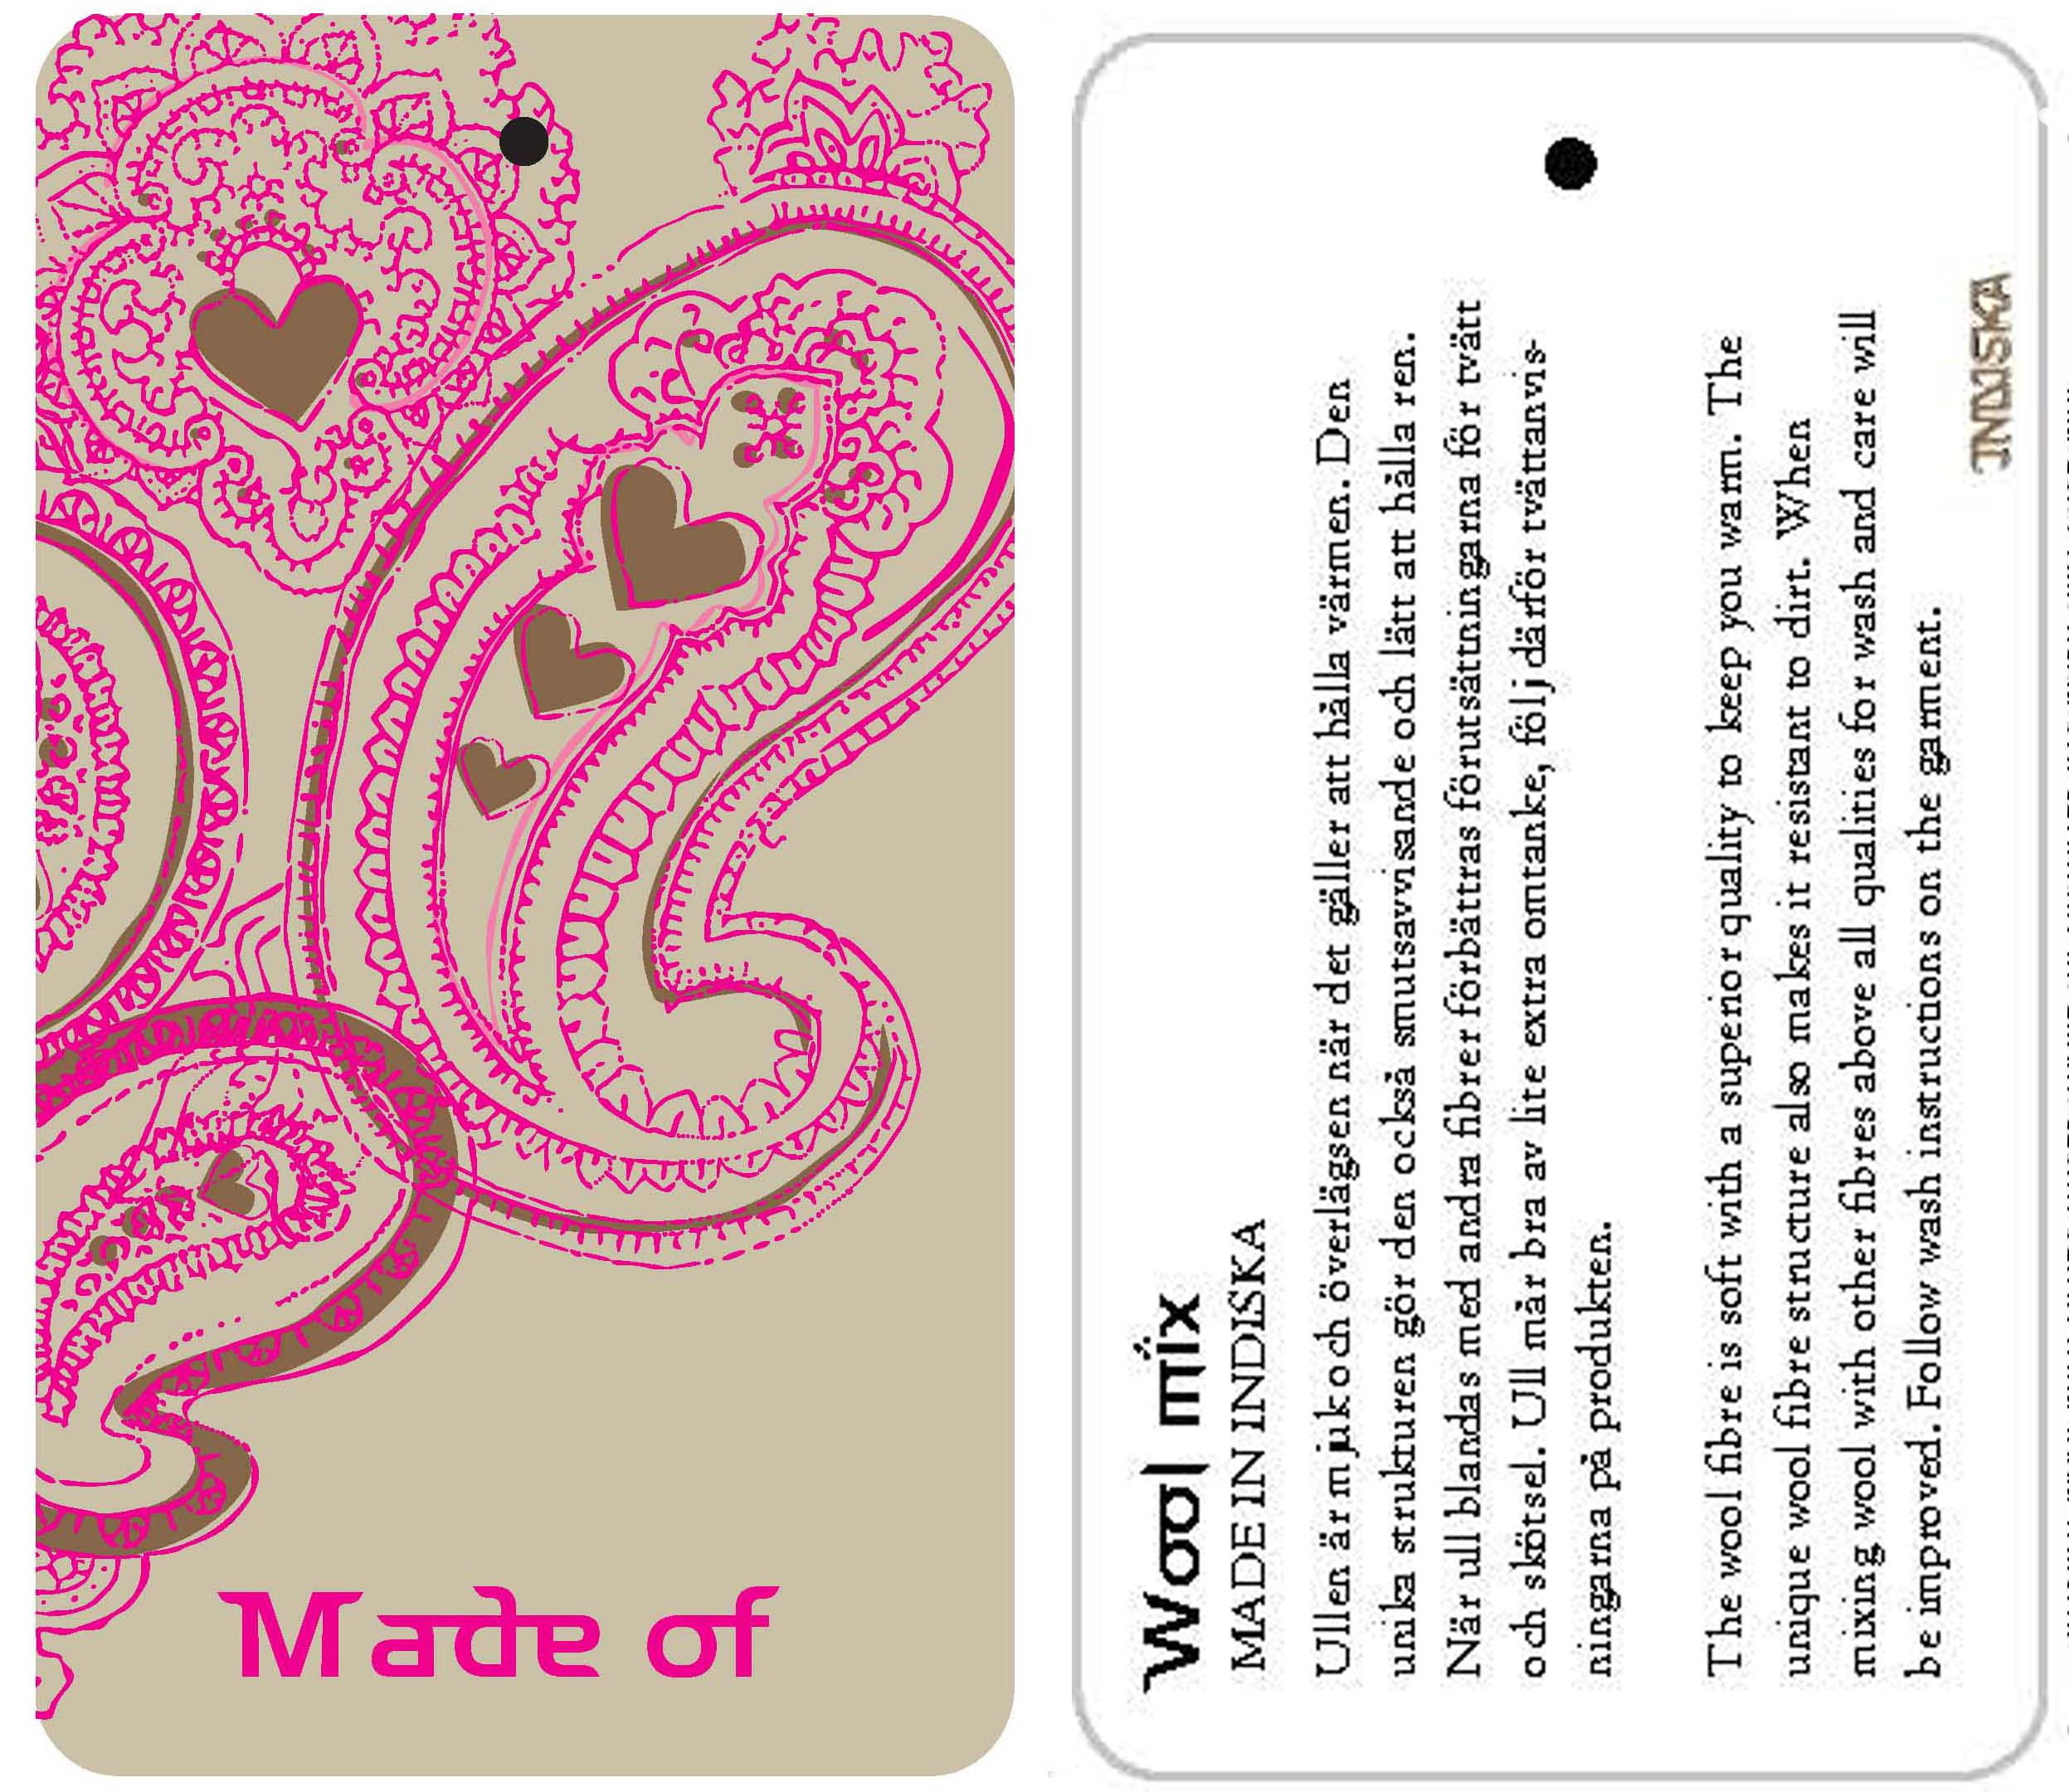 Made of
Wool mix
MADE IN INDISKA
Ullen är mjuk och överlägsen när det gäller att hålla värmen. Den
unika strukturen gör den också smutsavvisande och lätt att hålla ren.
När ull blandas med andra fibrer förbättras förutsättningarna för tvätt
och skötsel. Ull mår bra av lite extra omtanke, följ därför tvättanvis-
ningarna på produkten.
The wool fibre is soft with a superior quality to keep you warm. The
unique wool fibre structure also makes it resistant to dirt. When
mixing wool with other fibres above all qualities for wash and care will
be improved. Follow wash instructions on the garment.
INDISKA